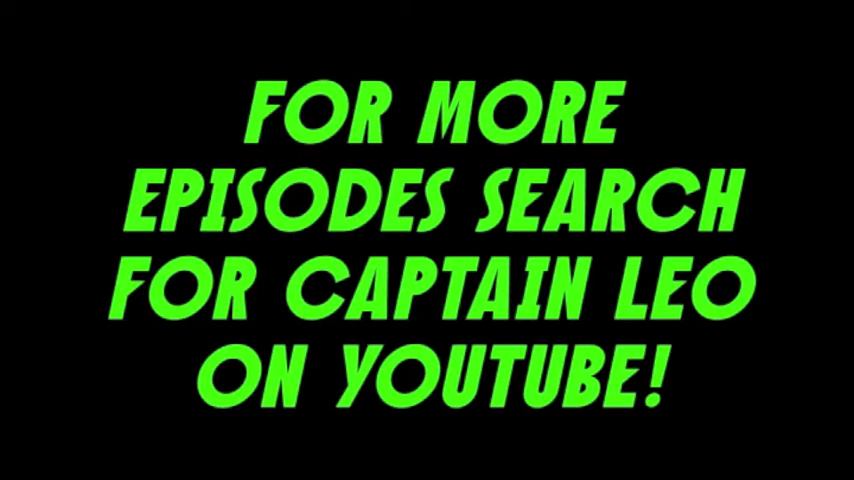 FOR MORE
EPISODES SEARCH
FOR CAPTAIN LEO
ON YOUTUBE!